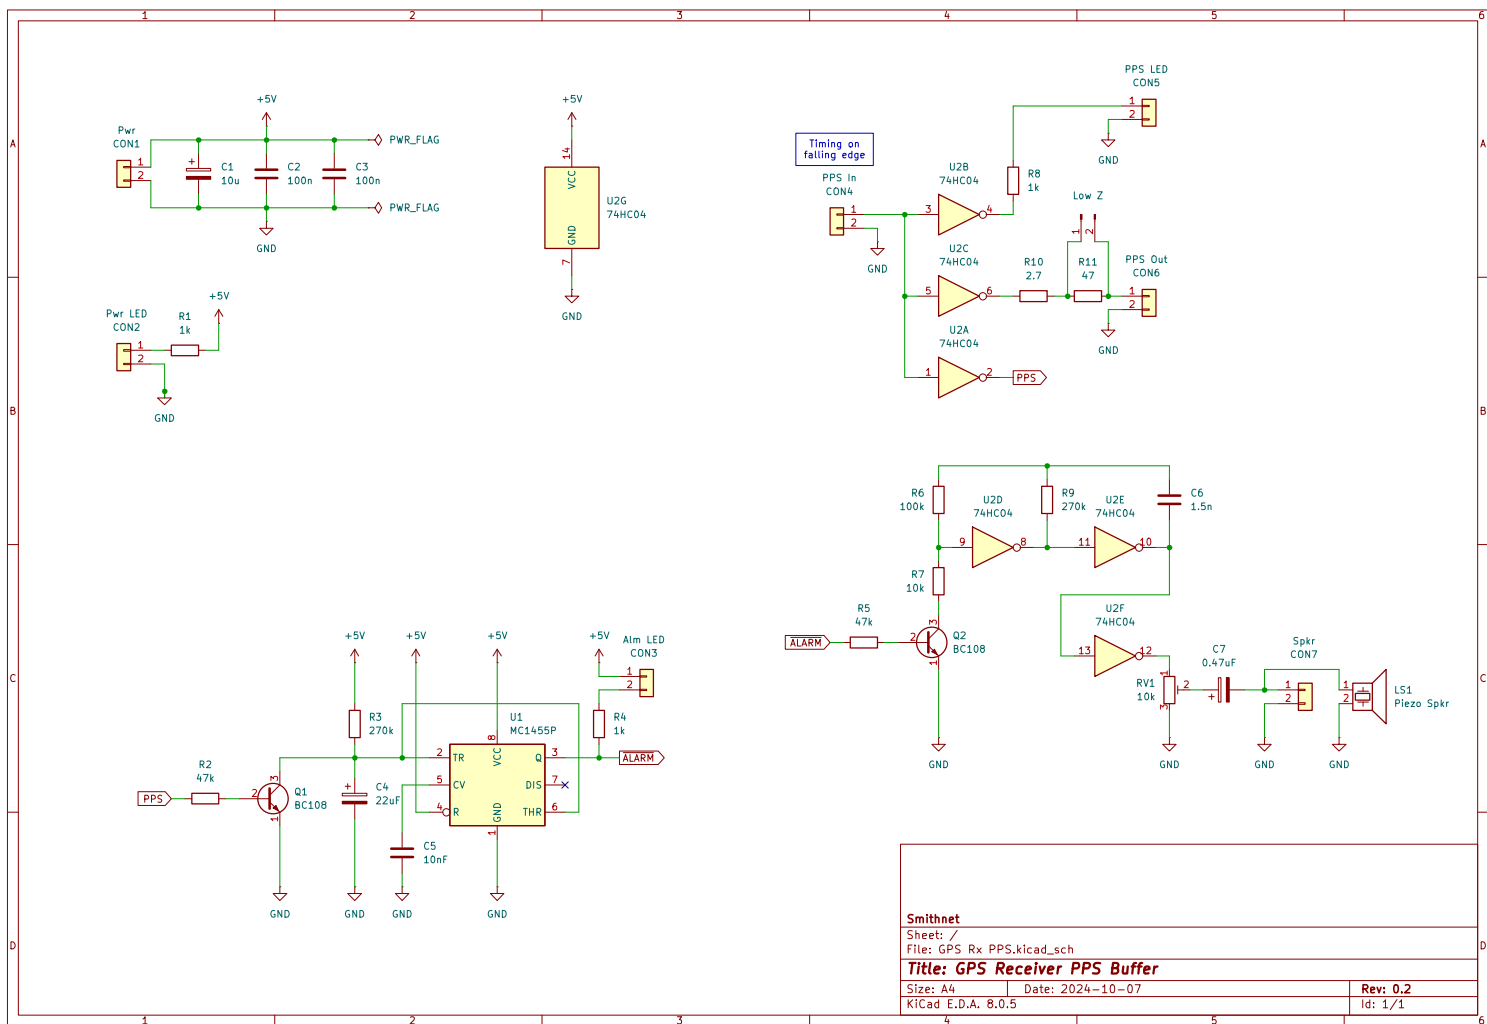 1 2 3 4 5 6
A
B
C
D
A
B
C
D
Pwr
CON1
1
2
+5V
C1
10u
C2
100n
C3
100n
PWR_FLAG
PWR_FLAG
GND
+5V
14
VCC
GND
7
U2G
74HC04
GND
Pwr LED
CON2
1
2
R1
1k
+5V
GND
Timing on
falling edge
PPS In
CON4
1
2
GND
U2B
74HC04
3
4
R8
1k
PPS LED
CON5
1
2
GND
U2C
74HC04
5
6
R10
2.7
Low Z
1
2
R11
47
PPS Out
CON6
1
2
GND
U2A
74HC04
1
2
PPS
R6
100k
U2D
74HC04
9
8
R9
270k
U2E
74HC04
11
10
C6
1.5n
R7
10k
ALARM
R5
47k
2
3
1
Q2
BC108
GND
U2F
74HC04
13
12
RV1
10k
1
2
3
GND
C7
0.47uF
+
Spkr
CON7
1
2
GND
1
2
LS1
Piezo Spkr
GND
PPS
R2
47k
2
3
1
Q1
BC108
GND
+5V
R3
270k
+
C4
22uF
GND
+5V
C5
10nF
GND
+5V
U1
MC1455P
8
VCC
2
TR
5
CV
4
R
Q
3
DIS
7
THR
6
GND
1
GND
+5V
Alm LED
CON3
1
2
R4
1k
ALARM
Smithnet
Sheet: /
File: GPS Rx PPS.kicad_sch
Title: GPS Receiver PPS Buffer
Size: A4 Date: 2024-10-07 Rev: 0.2
KiCad E.D.A. 8.0.5 Id: 1/1
1 2 3 4 5 6